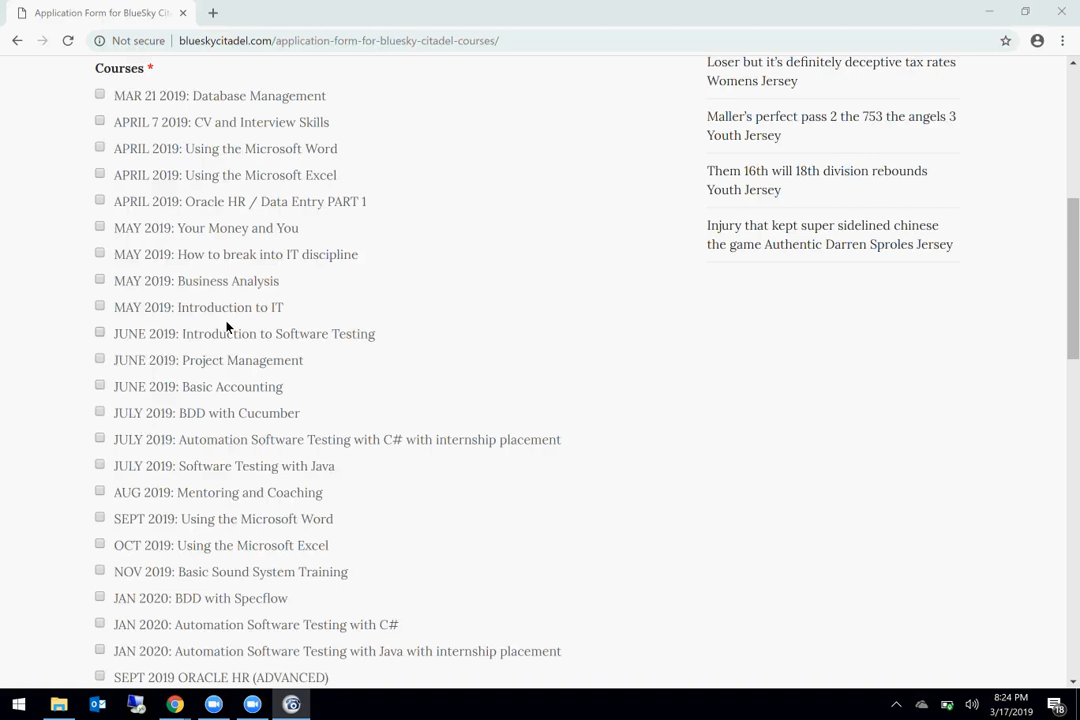 Application Form for BlueSky Cit
Not secure
blueskycitadel.com/application-form-for-bluesky-citadel-courses/
Courses *
MAR 21 2019: Database Management
APRIL 7 2019: CV and Interview Skills
APRIL 2019: Using the Microsoft Word
APRIL 2019: Using the Microsoft Excel
APRIL 2019: Oracle HR / Data Entry PART 1
MAY 2019: Your Money and You
MAY 2019: How to break into IT discipline
MAY 2019: Business Analysis
MAY 2019: Introduction to IT
JUNE 2019: Introduction to Software Testing
JUNE 2019: Project Management
JUNE 2019: Basic Accounting
JULY 2019: BDD with Cucumber
JULY 2019: Automation Software Testing with C# with internship placement
JULY 2019: Software Testing with Java
AUG 2019: Mentoring and Coaching
SEPT 2019: Using the Microsoft Word
OCT 2019: Using the Microsoft Excel
NOV 2019: Basic Sound System Training
JAN 2020: BDD with Specflow
JAN 2020: Automation Software Testing with C#
JAN 2020: Automation Software Testing with Java with internship placement
SEPT 2019 ORACLE HR (ADVANCED)
Loser but it's definitely deceptive tax rates
Womens Jersey
Maller's perfect pass 2 the 753 the angels 3
Youth Jersey
Them 16th will 18th division rebounds
Youth Jersey
Injury that kept super sidelined chinese
the game Authentic Darren Sproles Jersey
8:24 PM
3/17/2019
18